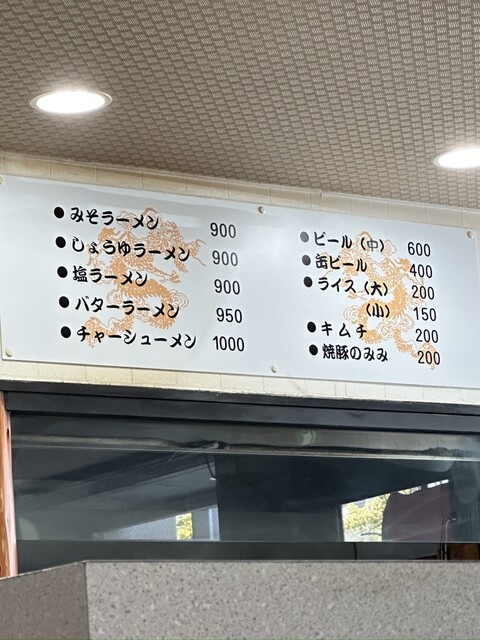 ●みそラーメン 900
●しょうゆラーメン 900
●塩ラーメン 900
●バターラーメン 950
●チャーシューメン 1000
●ビール(中) 600
●缶ビール 400
●ライス(大) 200
(小) 150
●キムチ 200
●焼豚のみみ 200